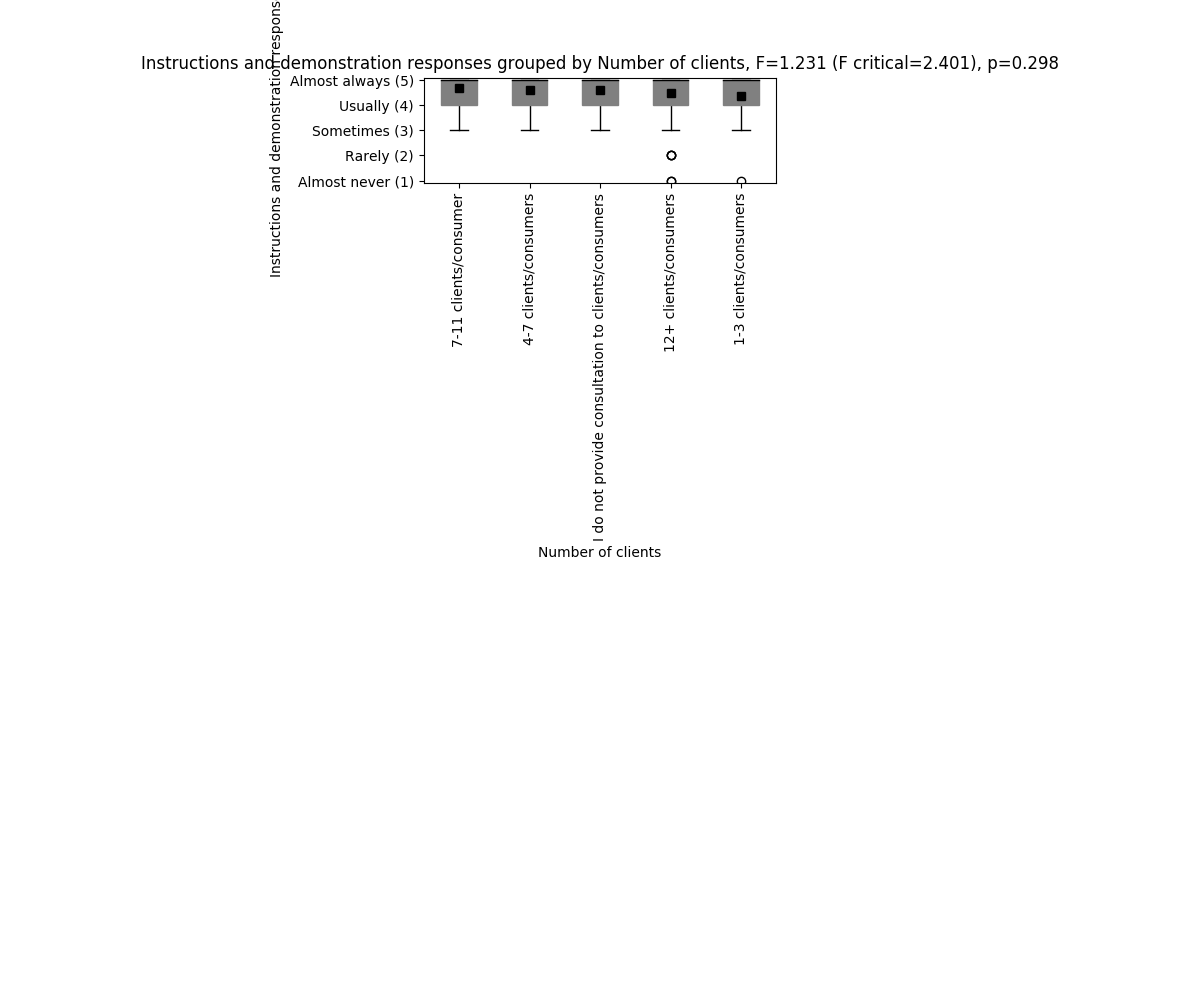 Instructions and demonstration responses grouped by Number of clients, F=1.231 (F critical=2.401), p=0.298
Instructions and demonstration
Almost always (5)
Usually (4)
Sometimes (3)
Rarely (2)
Almost never (1)
7-11 clients/consumer
4-7 clients/consumers
I do not provide consultation to clients/consumers
12+ clients/consumers
1-3 clients/consumers
Number of clients